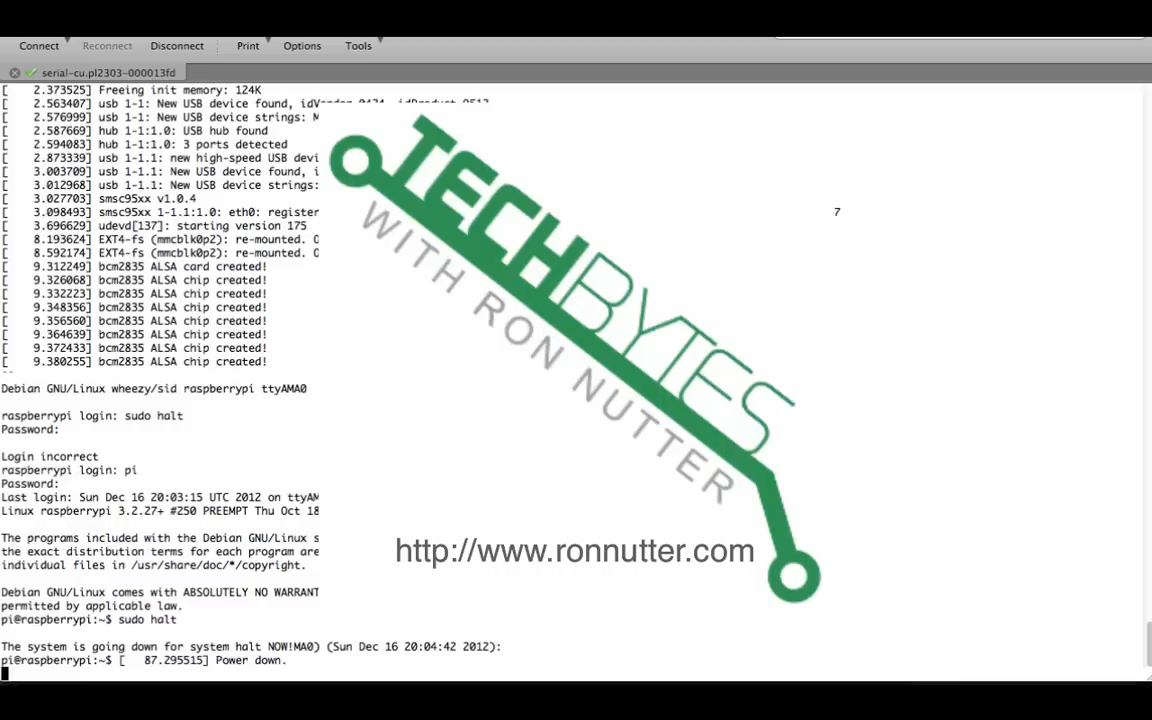 Connect Reconnect Disconnect Print Options Tools
serial-cu.pl2303-000013fd
[ 2.373525] Freeing init memory: 124K
[ 2.563407] usb 1-1: New USB device found,
[ 2.576999] usb 1-1: New USB device strings: M
[ 2.587669] hub 1-1:1.0: USB hub found
[ 2.594083] hub 1-1:1.0: 3 ports detected
[ 2.873339] usb 1-1.1: new high-speed USB devi
[ 3.003709] usb 1-1.1: New USB device found, i
[ 3.012968] usb 1-1.1: New USB device strings:
[ 3.027703] smsc95xx v1.0.4
[ 3.098493] smsc95xx 1-1.1:1.0: eth0: register
7
[ 3.696629] udevd[137]: starting version 175
[ 8.193624] EXT4-fs (mmcblk0p2): re-mounted. O
[ 8.592174] EXT4-fs (mmcblk0p2): re-mounted. O
[ 9.312249] bcm2835 ALSA card created!
[ 9.326068] bcm2835 ALSA chip created!
[ 9.332223] bcm2835 ALSA chip created!
[ 9.348356] bcm2835 ALSA chip created!
[ 9.356560] bcm2835 ALSA chip created!
[ 9.364639] bcm2835 ALSA chip created!
[ 9.372433] bcm2835 ALSA chip created!
[ 9.380255] bcm2835 ALSA chip created!
Debian GNU/Linux wheezy/sid raspberrypi ttyAMA0
raspberrypi login: sudo halt
Password:
Login incorrect
raspberrypi login: pi
Password:
Last login: Sun Dec 16 20:03:15 UTC 2012 on ttyAM
Linux raspberrypi 3.2.27+ #250 PREEMPT Thu Oct 18
The programs included with the Debian GNU/Linux s
the exact distribution terms for each program are
individual files in /usr/share/doc/*/copyright.
Debian GNU/Linux comes with ABSOLUTELY NO WARRANT
permitted by applicable law.
pi@raspberrypi:~$ sudo halt
The system is going down for system halt NOW!MA0) (Sun Dec 16 20:04:42 2012):
pi@raspberrypi:~$ [ 87.295515] Power down.
TECHBYTES
WITH RON NUTTER
http://www.ronnutter.com